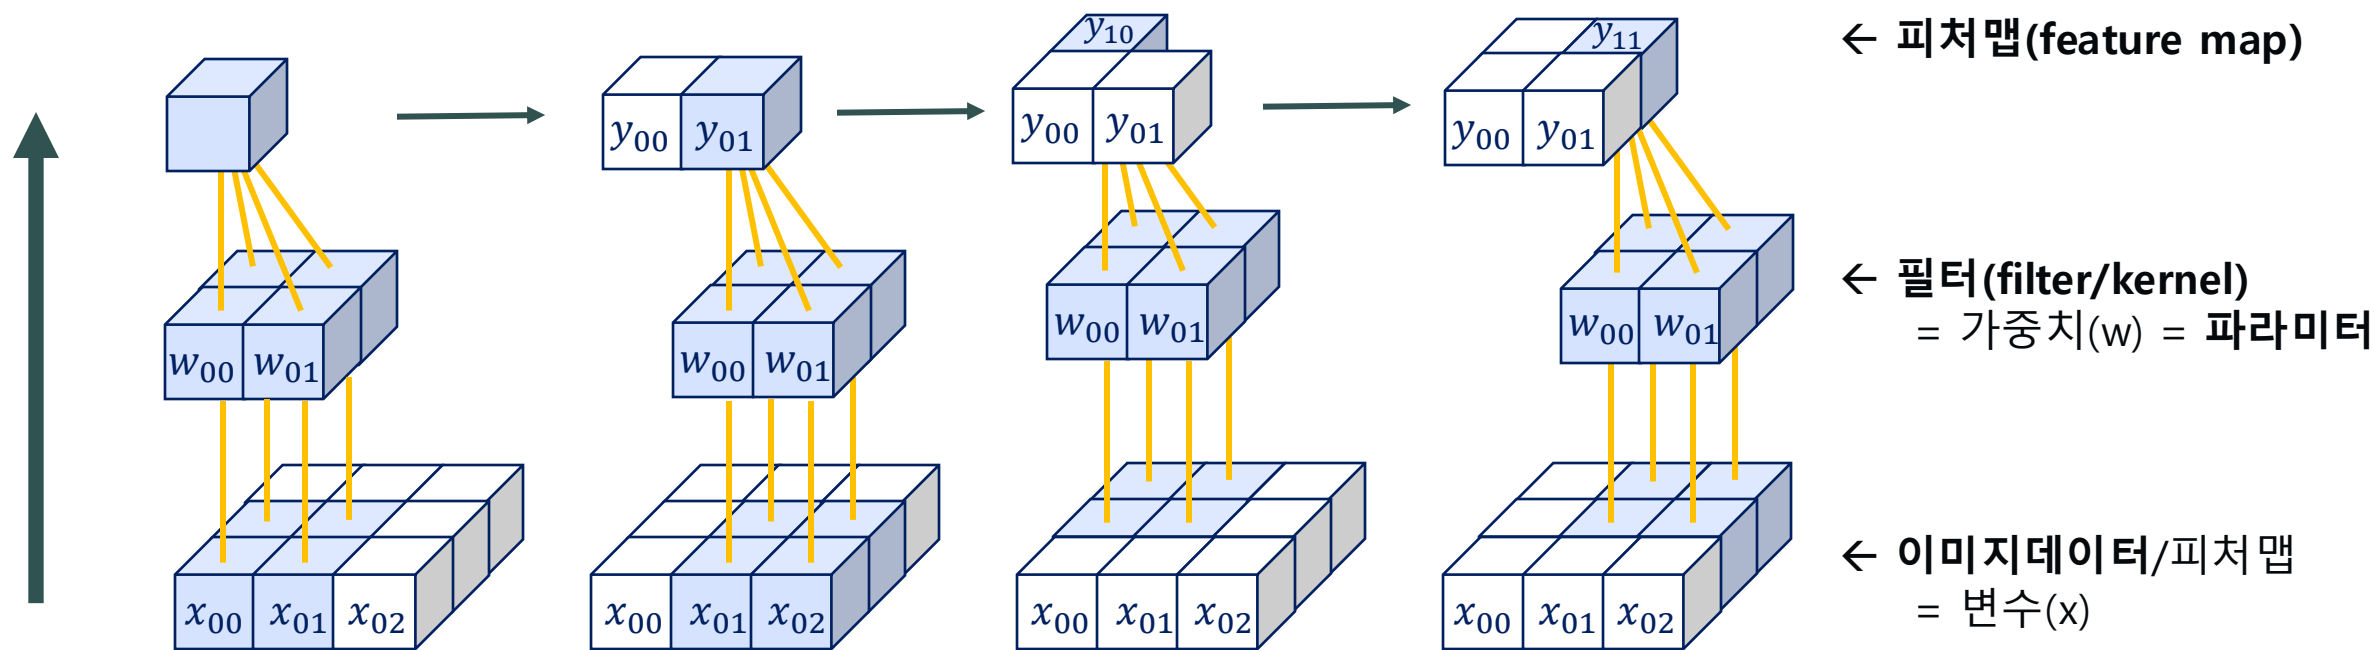 y₁₀
y₁₁
← 피처맵(feature map)
y₀₀ y₀₁
y₀₀ y₀₁
y₀₀ y₀₁
w₀₀ w₀₁
w₀₀ w₀₁
w₀₀ w₀₁
w₀₀ w₀₁
← 필터(filter/kernel)
= 가중치(w) = 파라미터
x₀₀ x₀₁ x₀₂
x₀₀ x₀₁ x₀₂
x₀₀ x₀₁ x₀₂
x₀₀ x₀₁ x₀₂
← 이미지데이터/피처맵
= 변수(x)